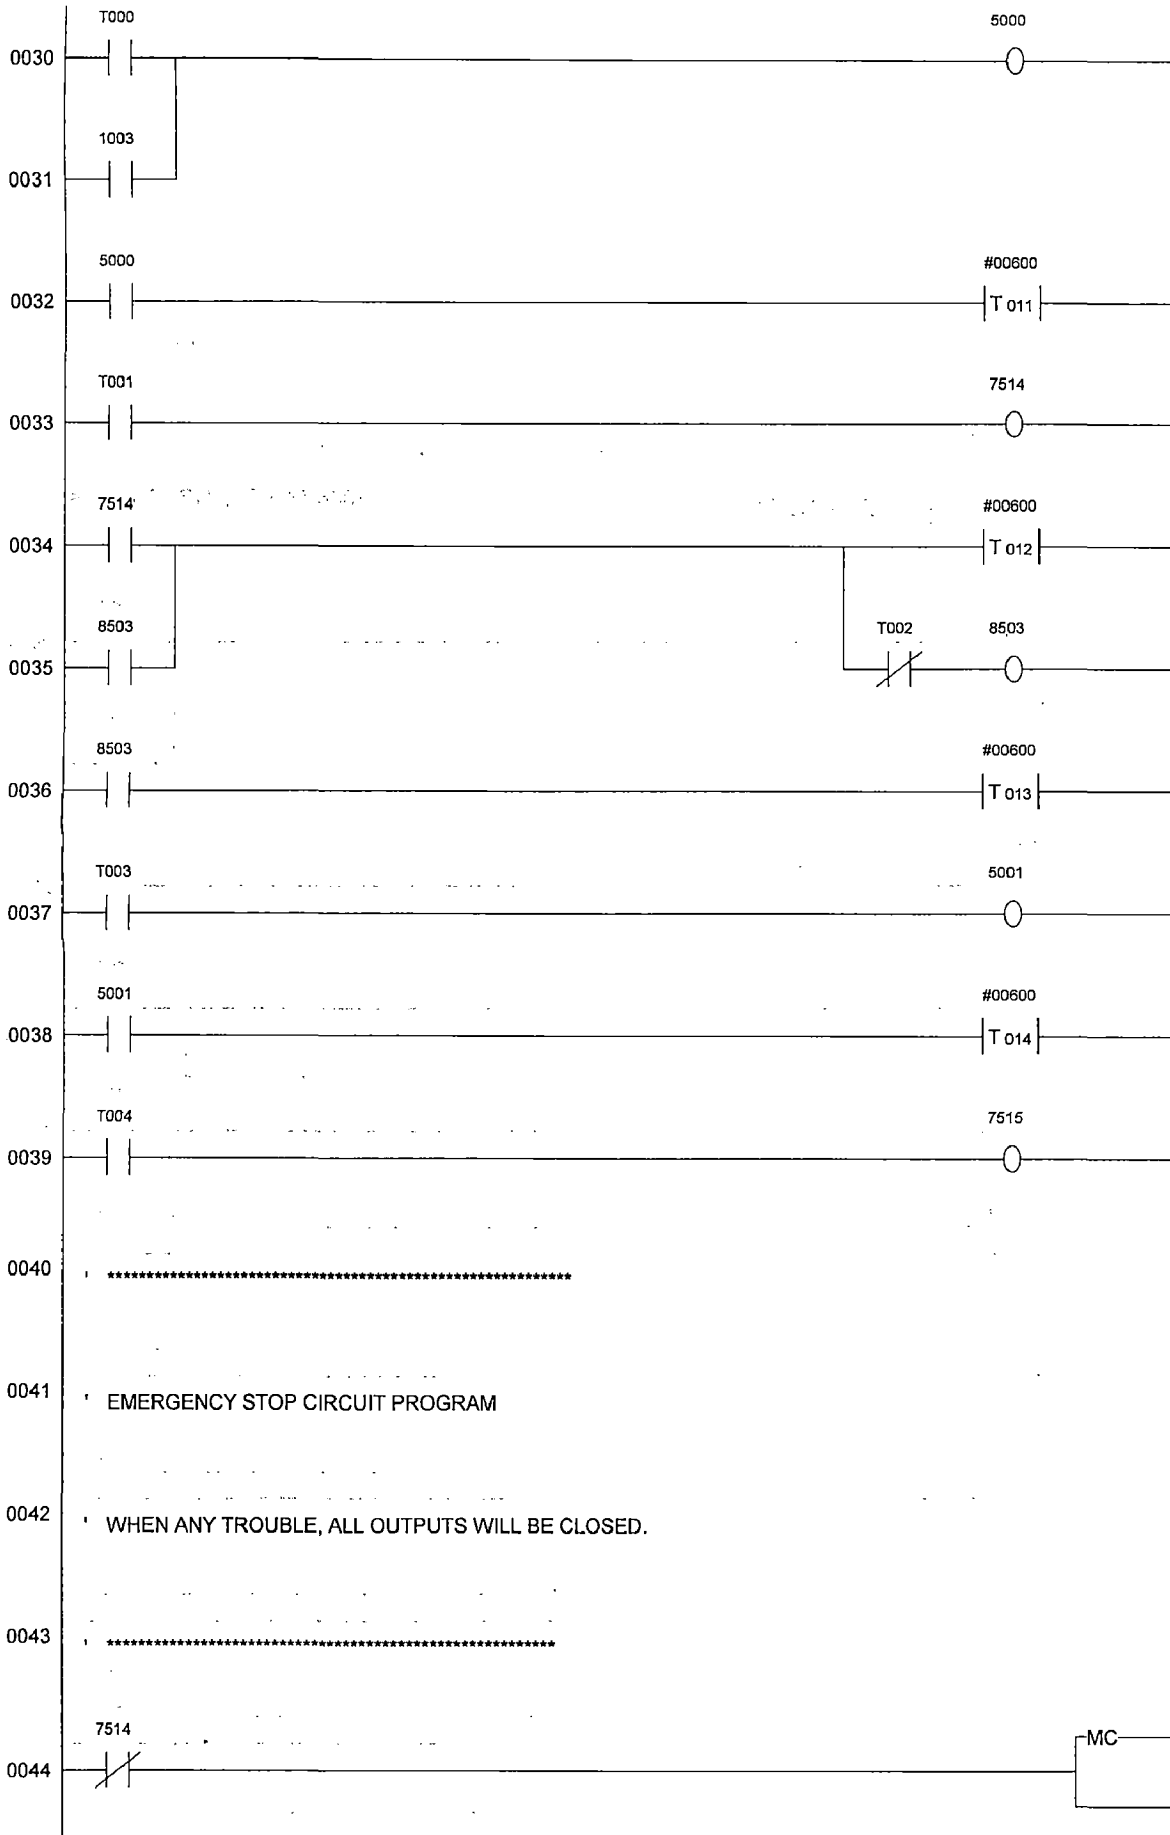 T000
5000
0030
1003
0031
5000
#00600
0032
T 011
T001
7514
0033
7514
#00600
0034
T 012
8503
T002
8503
0035
8503
#00600
0036
T 013
T003
5001
0037
5001
#00600
0038
T 014
T004
7515
0039
0040
' ***********************************************************
0041
' EMERGENCY STOP CIRCUIT PROGRAM
0042
' WHEN ANY TROUBLE, ALL OUTPUTS WILL BE CLOSED.
0043
' *********************************************************
7514
MC
0044